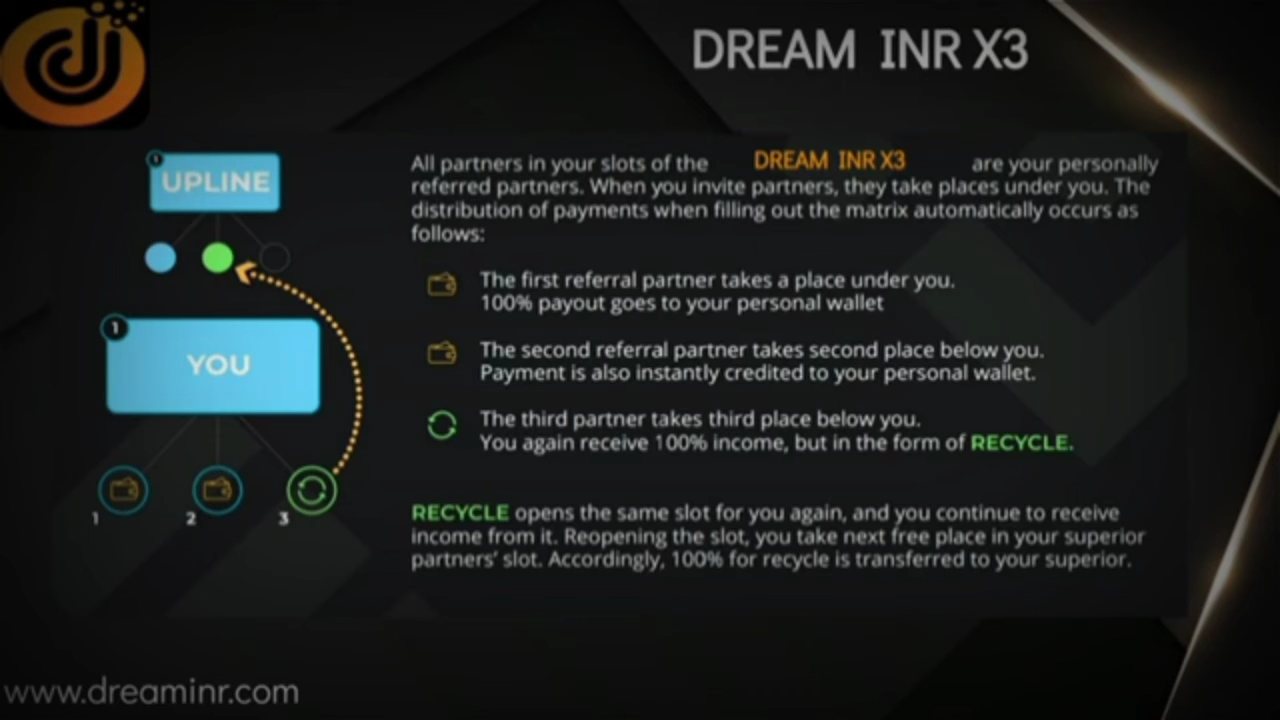 DREAM INR X3
1
UPLINE
All partners in your slots of the DREAM INR X3 are your personally
referred partners. When you invite partners, they take places under you. The
distribution of payments when filling out the matrix automatically occurs as
follows:
The first referral partner takes a place under you.
100% payout goes to your personal wallet
1
YOU
The second referral partner takes second place below you.
Payment is also instantly credited to your personal wallet.
The third partner takes third place below you.
You again receive 100% income, but in the form of RECYCLE.
1
2
3
RECYCLE opens the same slot for you again, and you continue to receive
income from it. Reopening the slot, you take next free place in your superior
partners' slot. Accordingly, 100% for recycle is transferred to your superior.
www.dreaminr.com